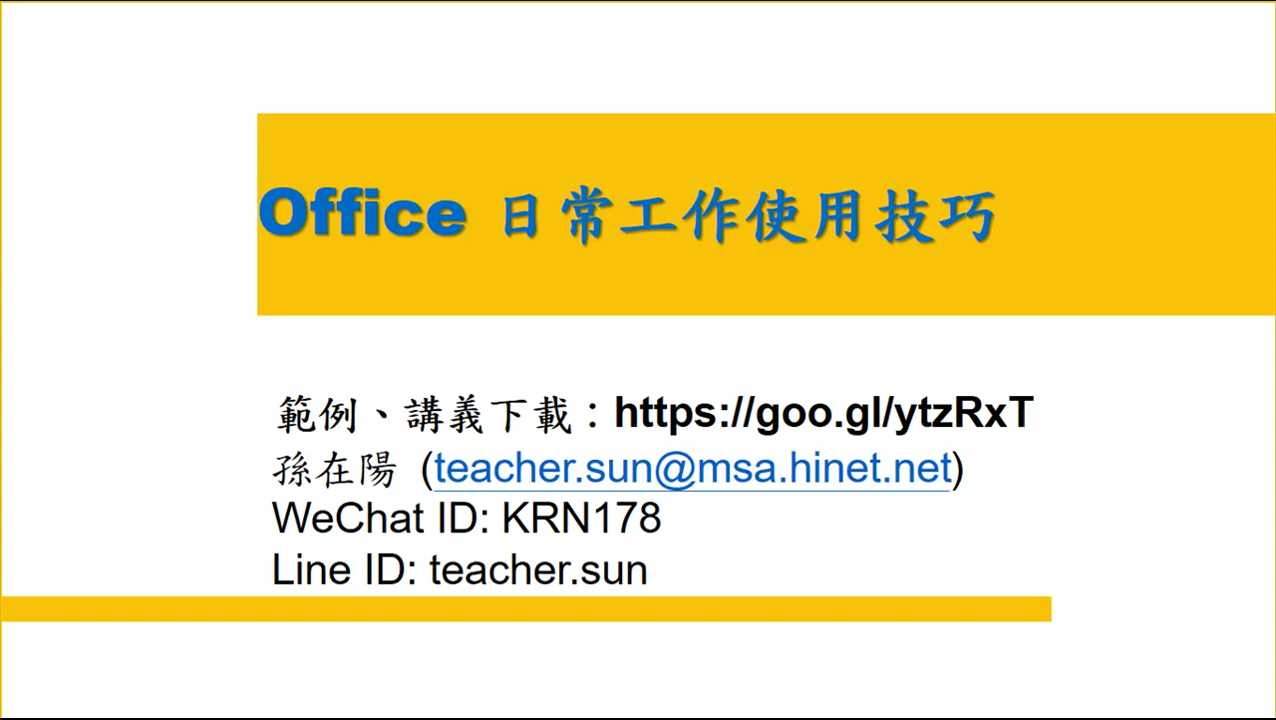 Office 日常工作使用技巧
範例、講義下載：https://goo.gl/ytzRxT
孫在陽 (teacher.sun@msa.hinet.net)
WeChat ID: KRN178
Line ID: teacher.sun